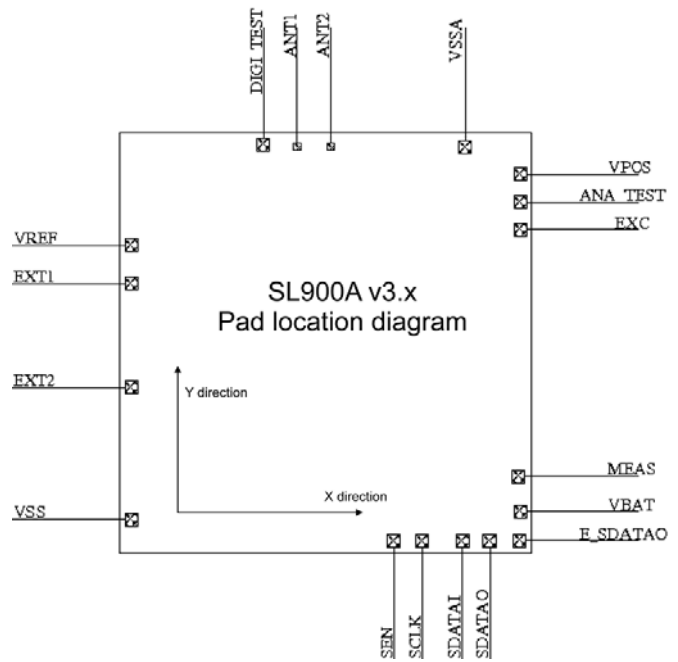 DIGI_TEST
ANT1
ANT2
VSSA
VPOS
ANA_TEST
EXC
VREF
EXT1
SL900A v3.x
Pad location diagram
EXT2
Y direction
X direction
MEAS
VBAT
VSS
E_SDATAO
SEN
SCLK
SDATAI
SDATAO